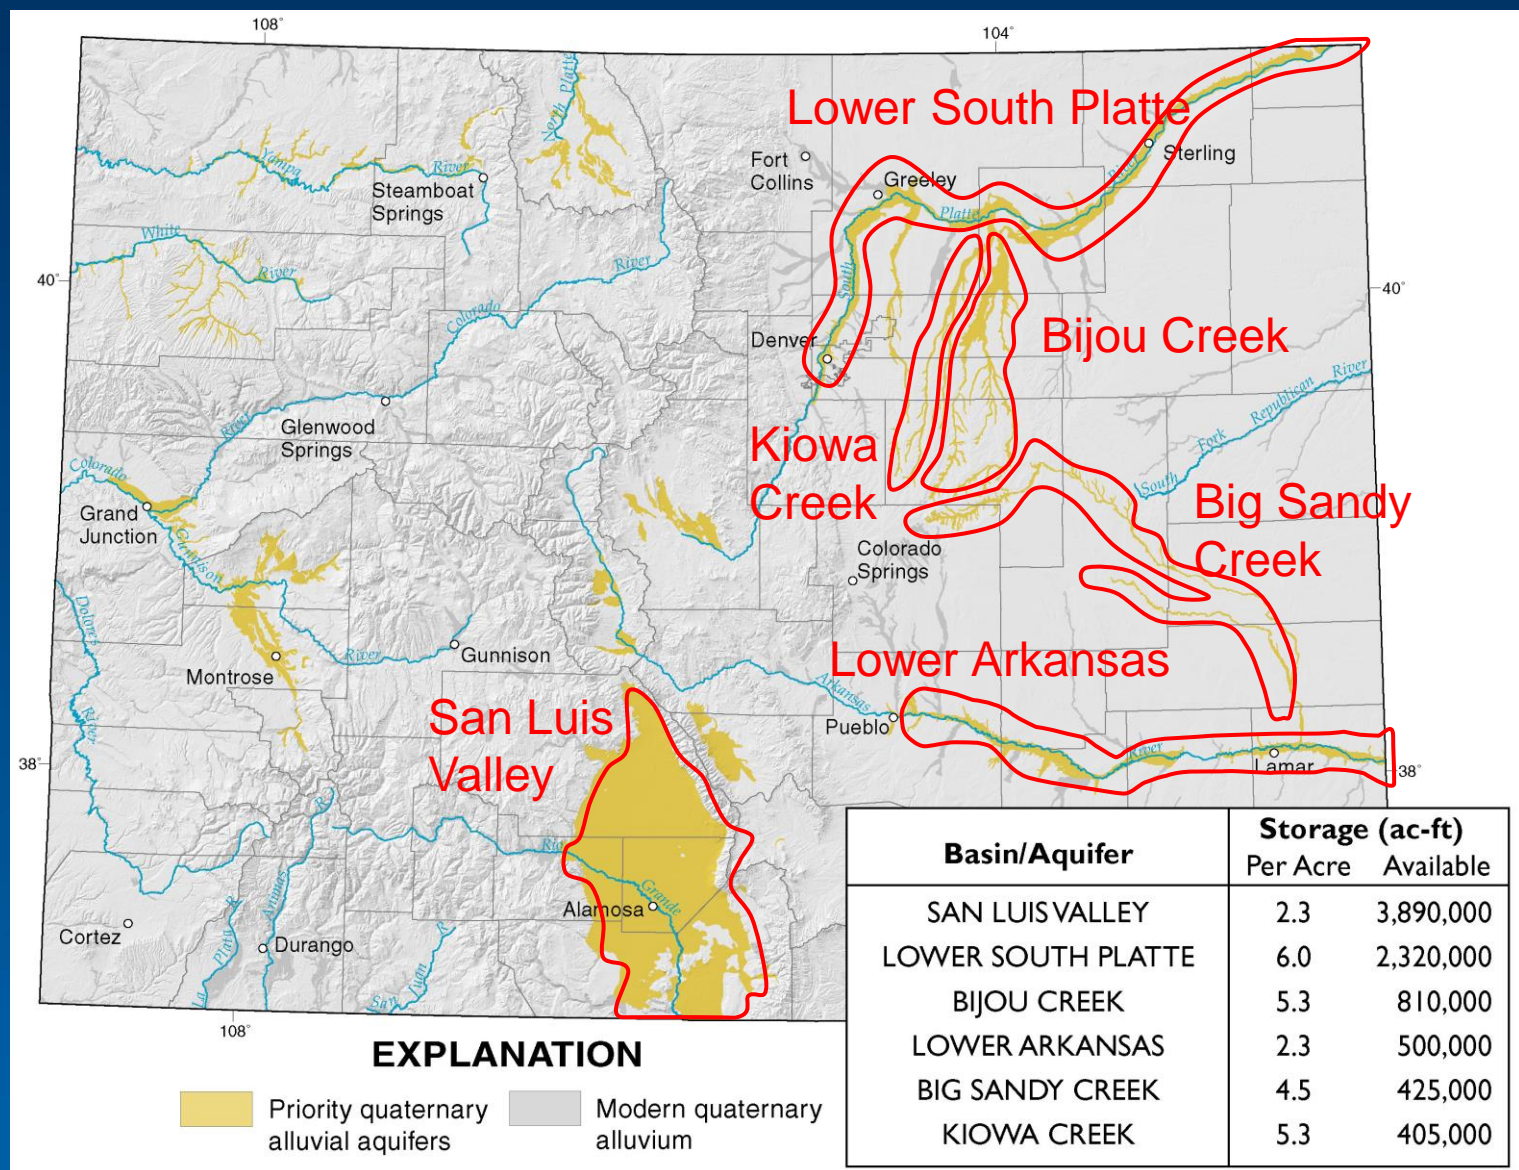 108°
104°
Lower South Platte
North Platte
Fort
Collins
Greeley
Sterling
Yampa
River
Steamboat
Springs
Platte
River
White
River
River
40°
40°
South
Colorado
Denver
Bijou Creek
South Fork Republican River
Glenwood
Springs
River
Kiowa
Creek
Colorado
Grand
Junction
Gunnison
Big Sandy
Creek
Colorado
Springs
Dolores
River
Montrose
River
Gunnison
Lower Arkansas
Arkansas
Pueblo
River
Lamar
San Luis
Valley
38°
38°
R.
Rio
Grande
Alamosa
Cortez
La Plata R.
Animas
Durango
San Juan R.
108°
EXPLANATION
Priority quaternary
alluvial aquifers
Modern quaternary
alluvium
Basin/Aquifer
Storage (ac-ft)
Per Acre Available
SAN LUIS VALLEY 2.3 3,890,000
LOWER SOUTH PLATTE 6.0 2,320,000
BIJOU CREEK 5.3 810,000
LOWER ARKANSAS 2.3 500,000
BIG SANDY CREEK 4.5 425,000
KIOWA CREEK 5.3 405,000